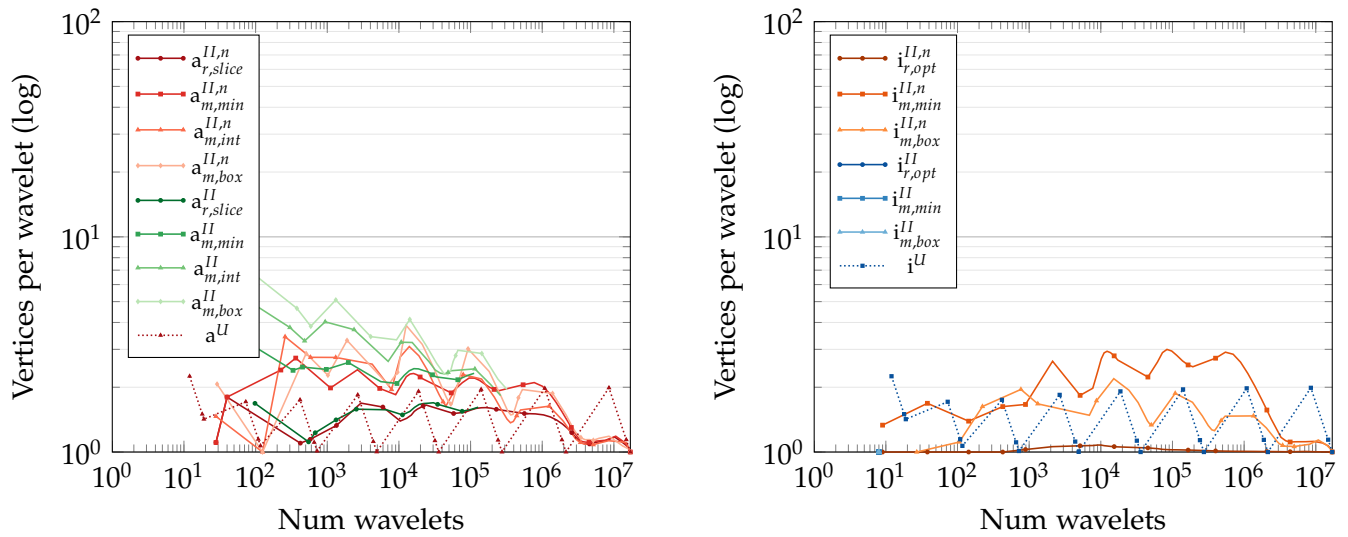 Vertices per wavelet (log)
10^2
10^1
10^0
a^{II,n}_{r,slice}
a^{II,n}_{m,min}
a^{II,n}_{m,int}
a^{II,n}_{m,box}
a^{II}_{r,slice}
a^{II}_{m,min}
a^{II}_{m,int}
a^{II}_{m,box}
a^U
10^0 10^1 10^2 10^3 10^4 10^5 10^6 10^7
Num wavelets
Vertices per wavelet (log)
10^2
10^1
10^0
i^{II,n}_{r,opt}
i^{II,n}_{m,min}
i^{II,n}_{m,box}
i^{II}_{r,opt}
i^{II}_{m,min}
i^{II}_{m,box}
i^U
10^0 10^1 10^2 10^3 10^4 10^5 10^6 10^7
Num wavelets